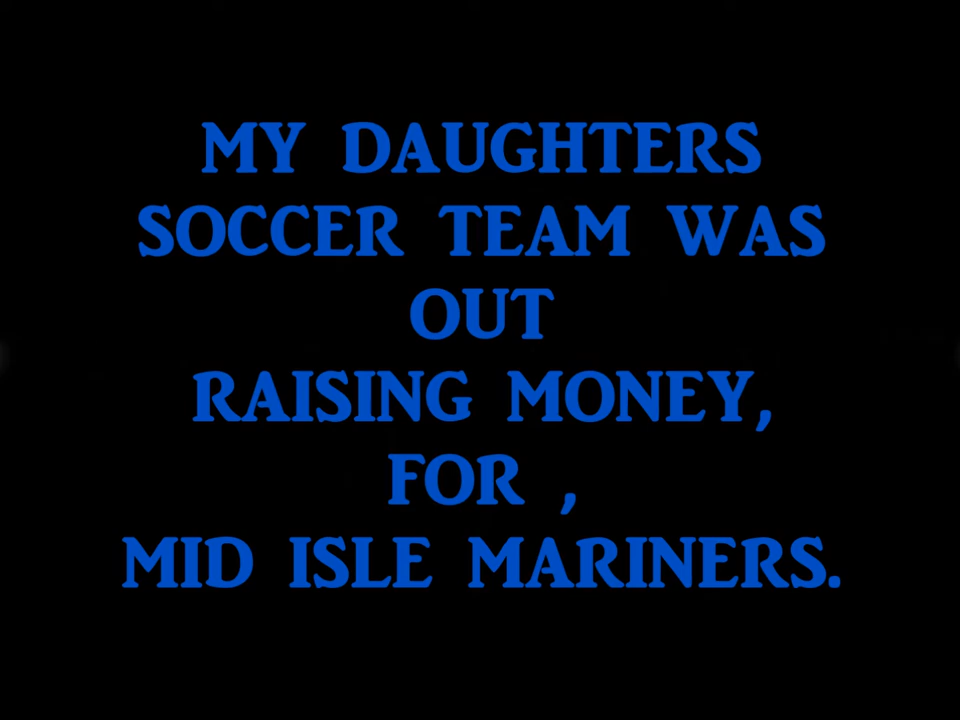 MY DAUGHTERS
SOCCER TEAM WAS
OUT
RAISING MONEY,
FOR ,
MID ISLE MARINERS.